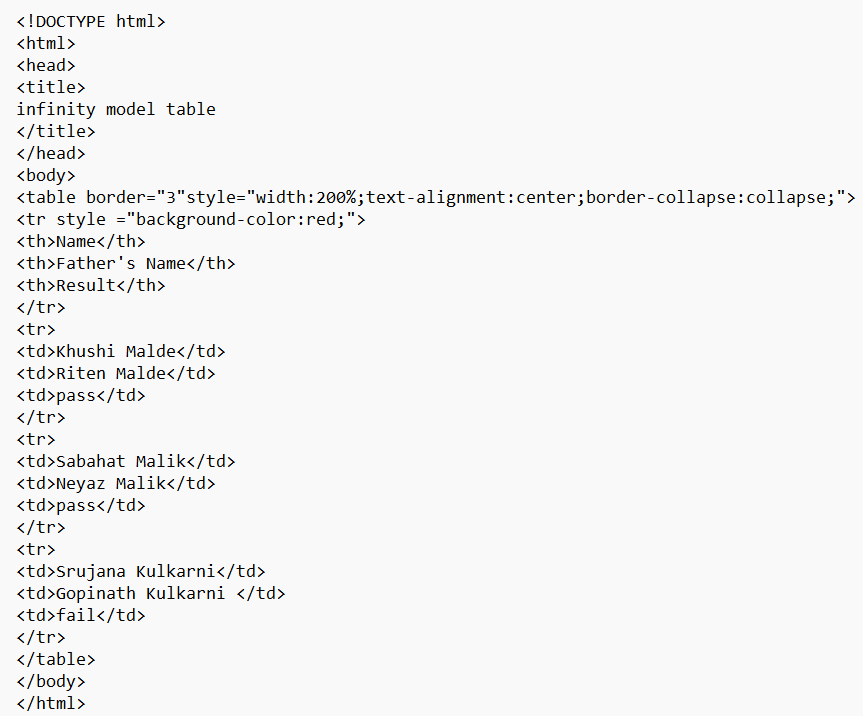 <!DOCTYPE html>
<html>
<head>
<title>
infinity model table
</title>
</head>
<body>
<table border="3"style="width:200%;text-alignment:center;border-collapse:collapse;">
<tr style ="background-color:red;">
<th>Name</th>
<th>Father's Name</th>
<th>Result</th>
</tr>
<tr>
<td>Khushi Malde</td>
<td>Riten Malde</td>
<td>pass</td>
</tr>
<tr>
<td>Sabahat Malik</td>
<td>Neyaz Malik</td>
<td>pass</td>
</tr>
<tr>
<td>Srujana Kulkarni</td>
<td>Gopinath Kulkarni </td>
<td>fail</td>
</tr>
</table>
</body>
</html>